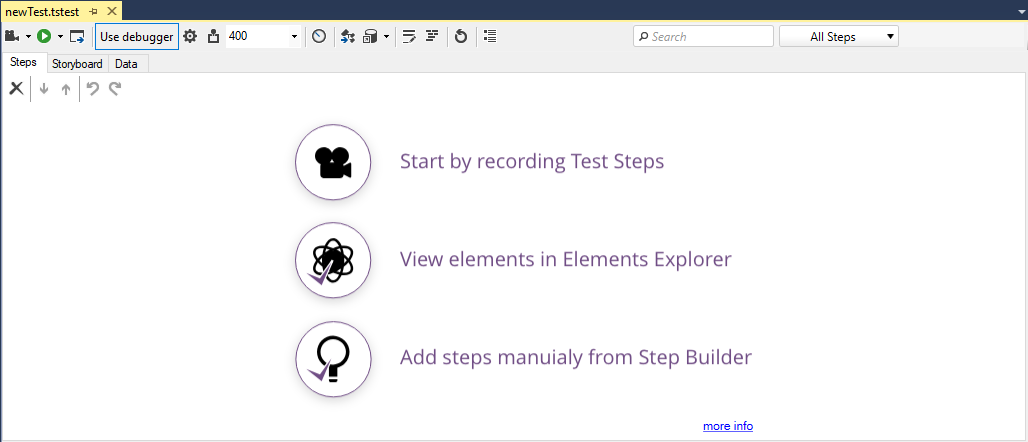 newTest.tstest
Use debugger 400 Search All Steps
Steps Storyboard Data
Start by recording Test Steps
View elements in Elements Explorer
Add steps manuialy from Step Builder
more info